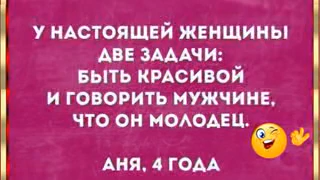 У НАСТОЯЩЕЙ ЖЕНЩИНЫ
ДВЕ ЗАДАЧИ:
БЫТЬ КРАСИВОЙ
И ГОВОРИТЬ МУЖЧИНЕ,
ЧТО ОН МОЛОДЕЦ.
АНЯ, 4 ГОДА